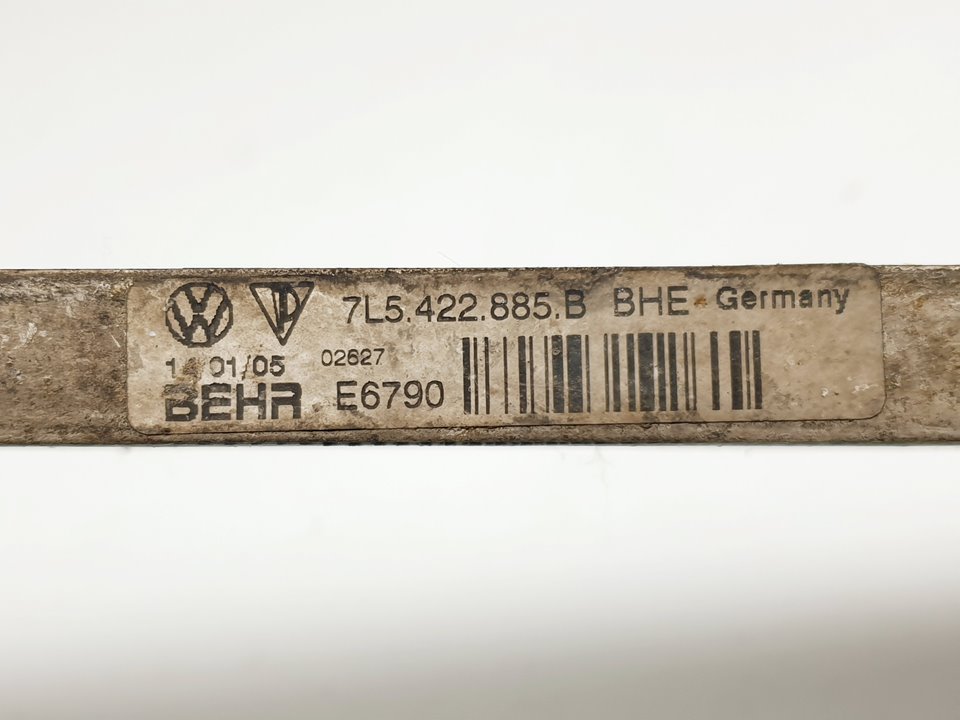 7L5.422.885.B BHE Germany
/01/05 02627
BEHR E6790